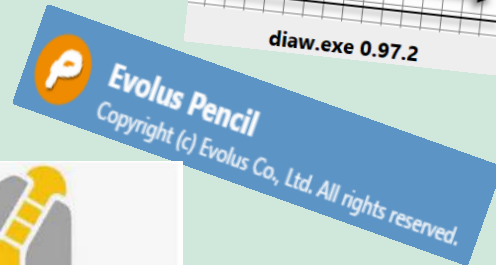 diaw.exe 0.97.2
Evolus Pencil
Copyright (c) Evolus Co., Ltd. All rights reserved.